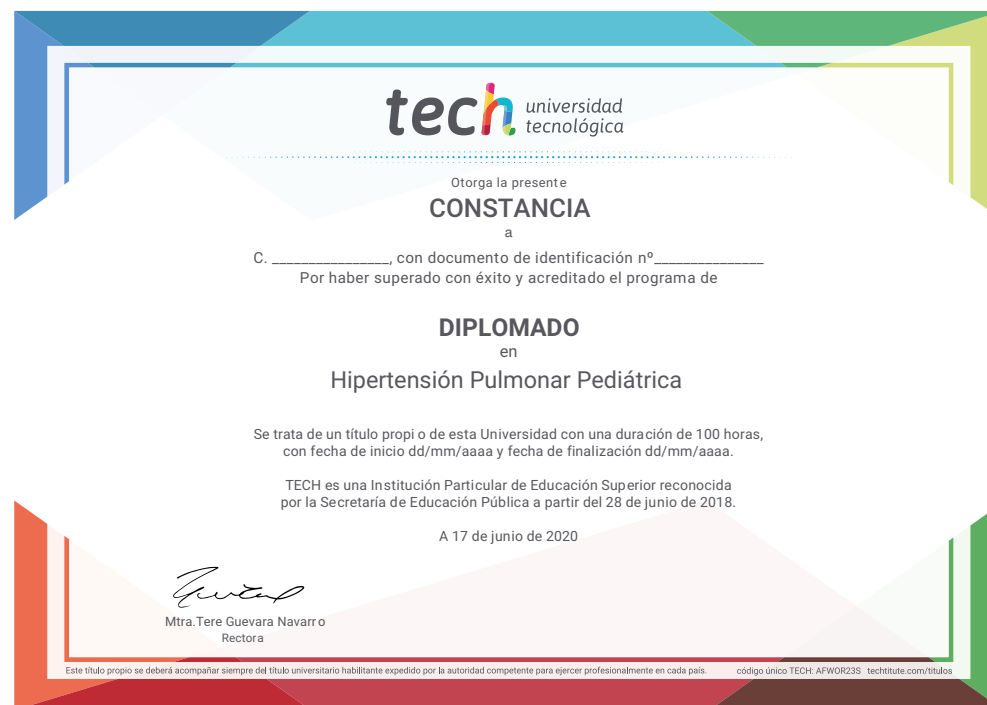 tech universidad
tecnológica
Otorga la presente
CONSTANCIA
a
C. ________________, con documento de identificación nº_______________
Por haber superado con éxito y acreditado el programa de
DIPLOMADO
en
Hipertensión Pulmonar Pediátrica
Se trata de un título propi o de esta Universidad con una duración de 100 horas,
con fecha de inicio dd/mm/aaaa y fecha de finalización dd/mm/aaaa.
TECH es una Institución Particular de Educación Superior reconocida
por la Secretaría de Educación Pública a partir del 28 de junio de 2018.
A 17 de junio de 2020
Mtra.Tere Guevara Navarro
Rectora
Este título propio se deberá acompañar siempre del título universitario habilitante expedido por la autoridad competente para ejercer profesionalmente en cada país. código único TECH: AFWOR23S techtitute.com/titulos